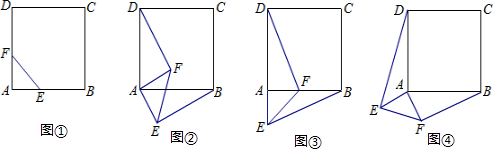 D C D C D C D C
F F F A E B
A E B A B A F B E F
E E
图① 图② 图③ 图④